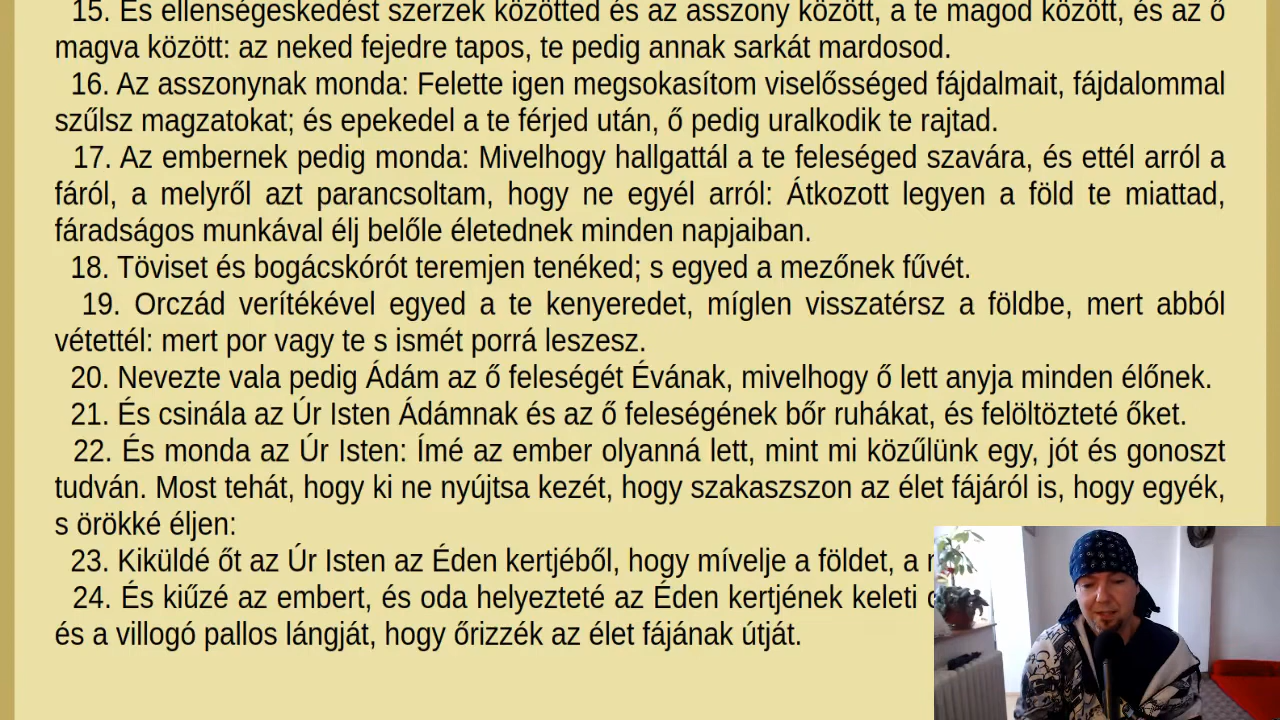 15. És ellenségeskedést szerzek közötted és az asszony között, a te magod között, és az ő
magva között: az neked fejedre tapos, te pedig annak sarkát mardosod.
16. Az asszonynak monda: Felette igen megsokasítom viselősséged fájdalmait, fájdalommal
szűlsz magzatokat; és epekedel a te férjed után, ő pedig uralkodik te rajtad.
17. Az embernek pedig monda: Mivelhogy hallgattál a te feleséged szavára, és ettél arról a
fáról, a melyről azt parancsoltam, hogy ne egyél arról: Átkozott legyen a föld te miattad,
fáradságos munkával élj belőle életednek minden napjaiban.
18. Töviset és bogácskórót teremjen tenéked; s egyed a mezőnek fűvét.
19. Orczád verítékével egyed a te kenyeredet, míglen visszatérsz a földbe, mert abból
vétettél: mert por vagy te s ismét porrá leszesz.
20. Nevezte vala pedig Ádám az ő feleségét Évának, mivelhogy ő lett anyja minden élőnek.
21. És csinála az Úr Isten Ádámnak és az ő feleségének bőr ruhákat, és felöltözteté őket.
22. És monda az Úr Isten: Ímé az ember olyanná lett, mint mi közűlünk egy, jót és gonoszt
tudván. Most tehát, hogy ki ne nyújtsa kezét, hogy szakaszszon az élet fájáról is, hogy egyék,
s örökké éljen:
23. Kiküldé őt az Úr Isten az Éden kertjéből, hogy mívelje a földet, a
24. És kiűzé az embert, és oda helyezteté az Éden kertjének keleti
és a villogó pallos lángját, hogy őrizzék az élet fájának útját.